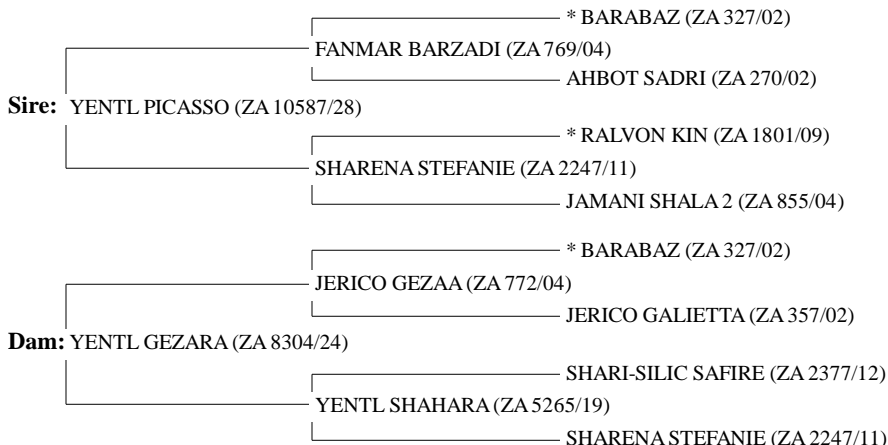 * BARABAZ (ZA 327/02)
FANMAR BARZADI (ZA 769/04)
AHBOT SADRI (ZA 270/02)
Sire: YENTL PICASSO (ZA 10587/28)
* RALVON KIN (ZA 1801/09)
SHARENA STEFANIE (ZA 2247/11)
JAMANI SHALA 2 (ZA 855/04)
* BARABAZ (ZA 327/02)
JERICO GEZAA (ZA 772/04)
JERICO GALIETTA (ZA 357/02)
Dam: YENTL GEZARA (ZA 8304/24)
SHARI-SILIC SAFIRE (ZA 2377/12)
YENTL SHAHARA (ZA 5265/19)
SHARENA STEFANIE (ZA 2247/11)